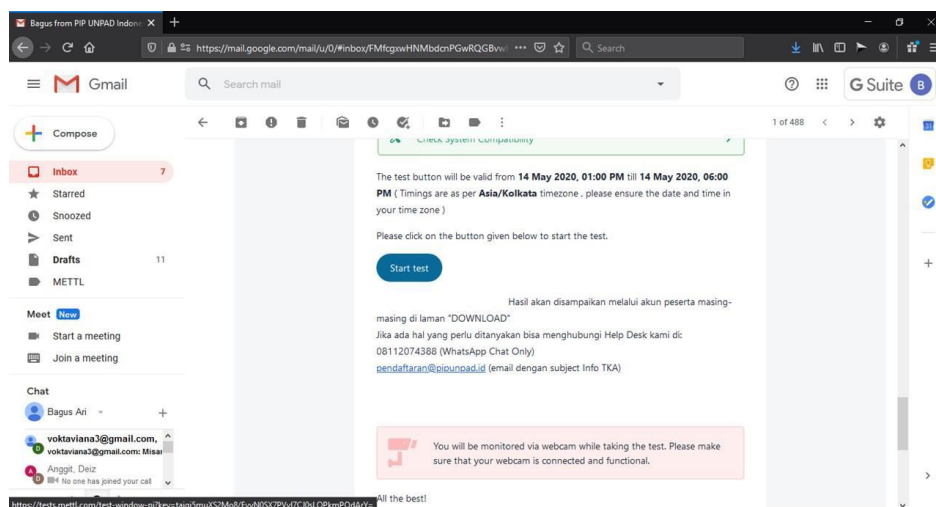 Bagus from PIP UNPAD Indone
https://mail.google.com/mail/u/0/#inbox/FMfcgxwHNMbdcnPGwRQGBvw
Search
Gmail
Search mail
G Suite
B
Compose
1 of 488
Check System Compatibility
Inbox 7
Starred
Snoozed
Sent
Drafts 11
METTL
The test button will be valid from 14 May 2020, 01:00 PM till 14 May 2020, 06:00
PM ( Timings are as per Asia/Kolkata timezone , please ensure the date and time in
your time zone )
Please click on the button given below to start the test.
Start test
Hasil akan disampaikan melalui akun peserta masing-
masing di laman "DOWNLOAD"
Jika ada hal yang perlu ditanyakan bisa menghubungi Help Desk kami di:
08112074388 (WhatsApp Chat Only)
pendaftaran@pipunpad.id (email dengan subject Info TKA)
Meet New
Start a meeting
Join a meeting
Chat
Bagus Ari
voktaviana3@gmail.com,
voktaviana3@gmail.com: Misal
Anggit, Deiz
No one has joined your call
You will be monitored via webcam while taking the test. Please make
sure that your webcam is connected and functional.
All the best!
31